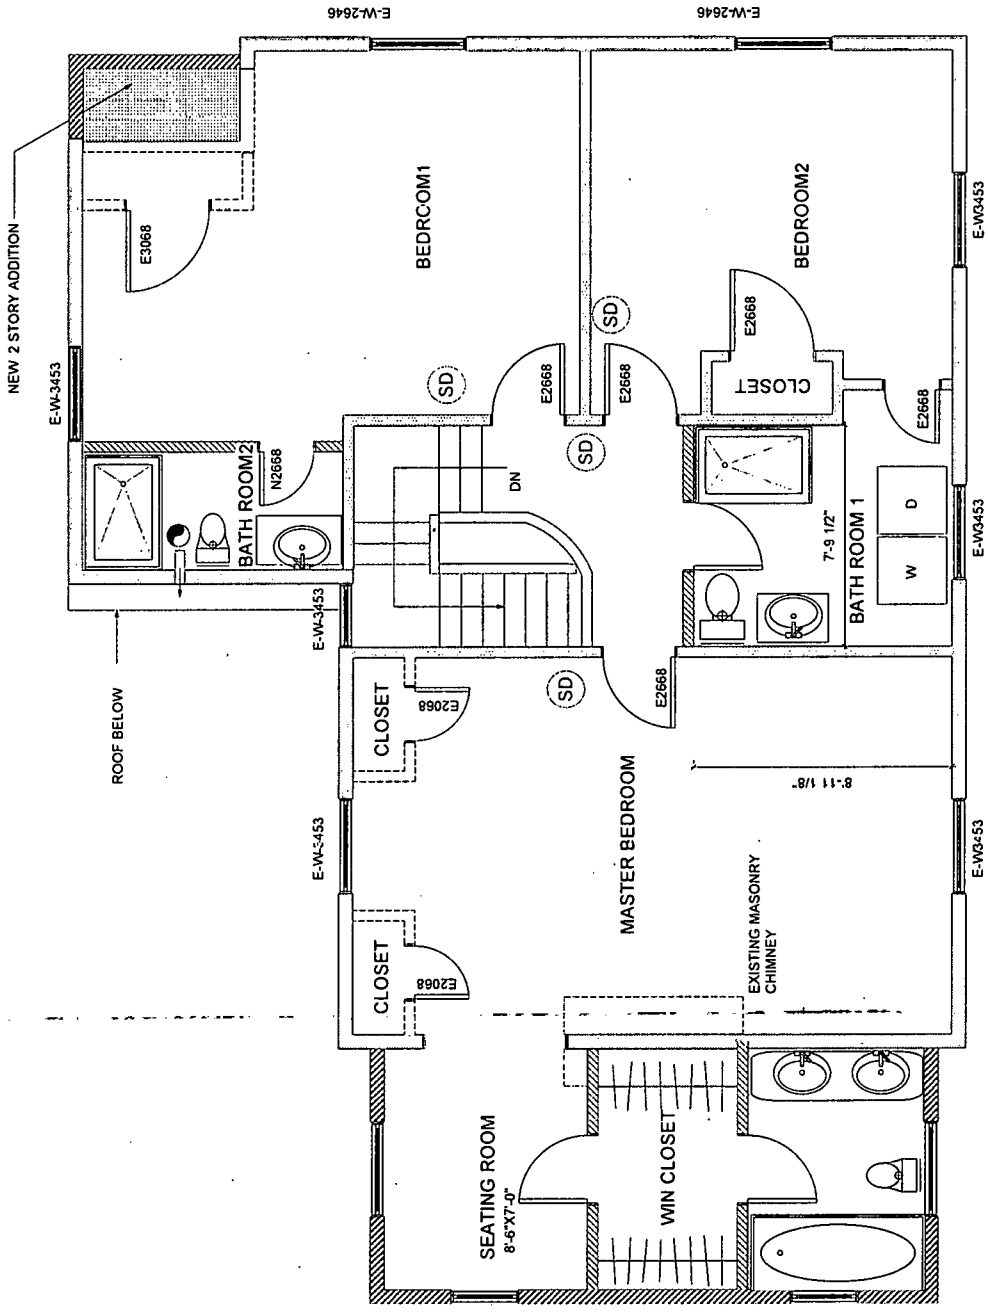 E-W-2646
E-W-2646
NEW 2 STORY ADDITION
E3068
BEDROOM1
BEDROOM2
E-W3453
E-W-3453
SD
SD
E2668
E2668
E2668
CLOSET
E2668
SD
N2668
BATH ROOM2
DN
7'-9 1/2"
BATH ROOM 1
D
W
E-W3453
E-W-3453
ROOF BELOW
CLOSET
E2068
SD
E2668
8'-11 1/8"
MASTER BEDROOM
E-W-3453
E-W3453
EXISTING MASONRY
CHIMNEY
CLOSET
E2068
SEATING ROOM
8'-6"X7'-0"
WIN CLOSET